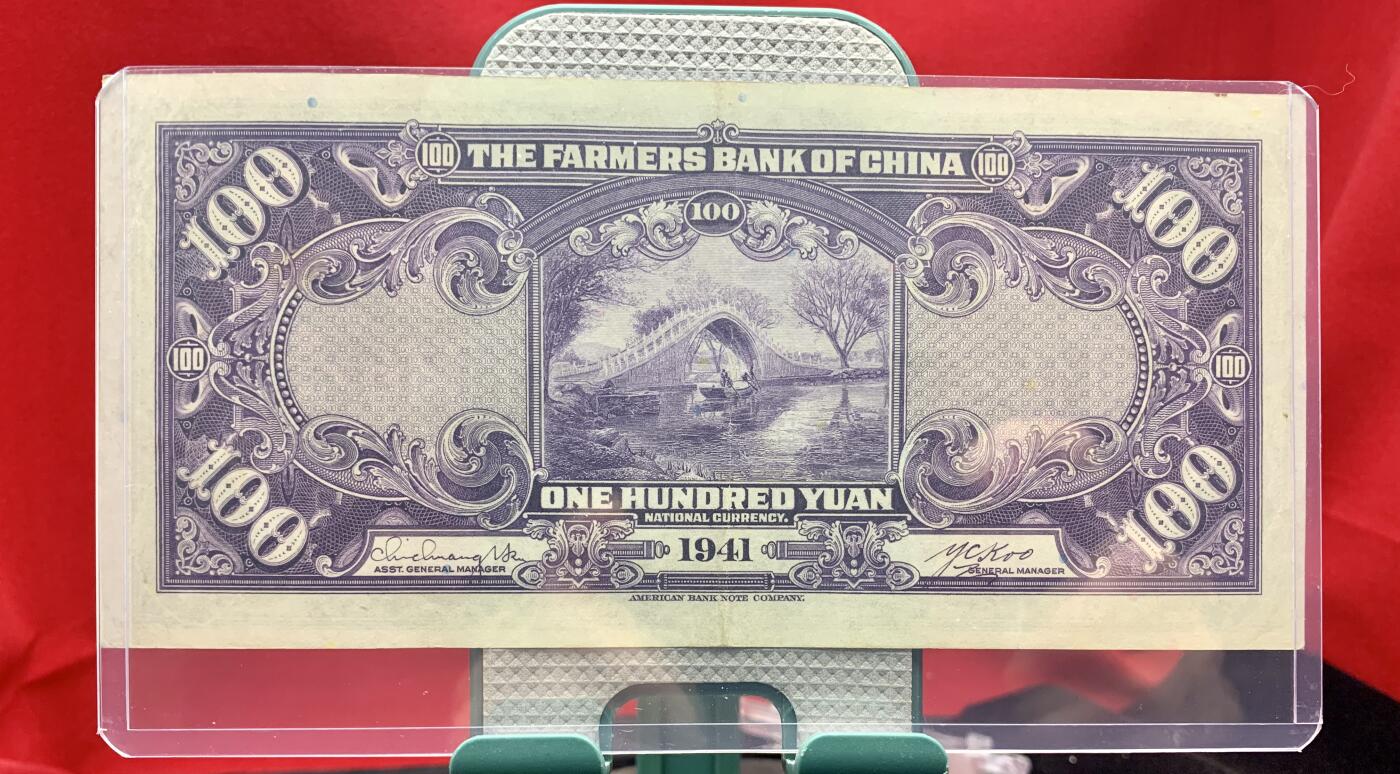 100 THE FARMERS BANK OF CHINA 100
100
100
100
100
100
100
100
ONE HUNDRED YUAN
NATIONAL CURRENCY.
1941
ASST. GENERAL MANAGER
Y C Koo
GENERAL MANAGER
AMERICAN BANK NOTE COMPANY.